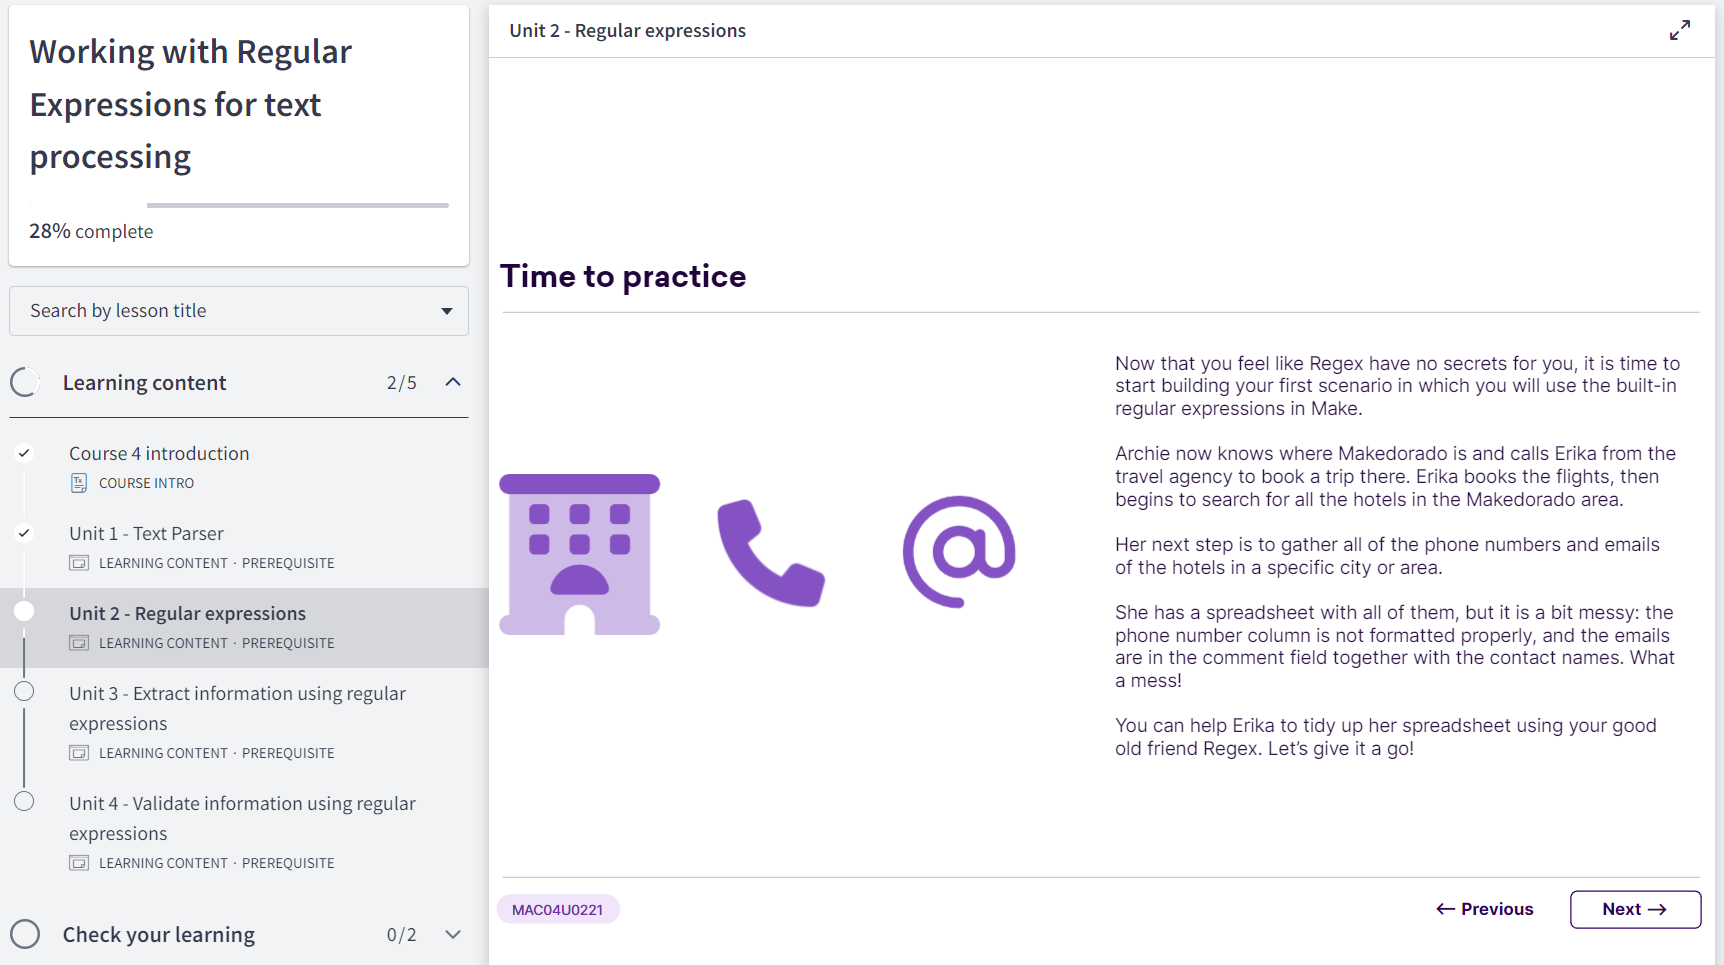 Working with Regular
Expressions for text
processing
28% complete
Search by lesson title
Learning content 2/5
Course 4 introduction
COURSE INTRO
Unit 1 - Text Parser
LEARNING CONTENT · PREREQUISITE
Unit 2 - Regular expressions
LEARNING CONTENT · PREREQUISITE
Unit 3 - Extract information using regular
expressions
LEARNING CONTENT · PREREQUISITE
Unit 4 - Validate information using regular
expressions
LEARNING CONTENT · PREREQUISITE
Check your learning 0/2
Unit 2 - Regular expressions
Time to practice
Now that you feel like Regex have no secrets for you, it is time to
start building your first scenario in which you will use the built-in
regular expressions in Make.
Archie now knows where Makedorado is and calls Erika from the
travel agency to book a trip there. Erika books the flights, then
begins to search for all the hotels in the Makedorado area.
Her next step is to gather all of the phone numbers and emails
of the hotels in a specific city or area.
She has a spreadsheet with all of them, but it is a bit messy: the
phone number column is not formatted properly, and the emails
are in the comment field together with the contact names. What
a mess!
You can help Erika to tidy up her spreadsheet using your good
old friend Regex. Let’s give it a go!
MAC04U0221
← Previous
Next →